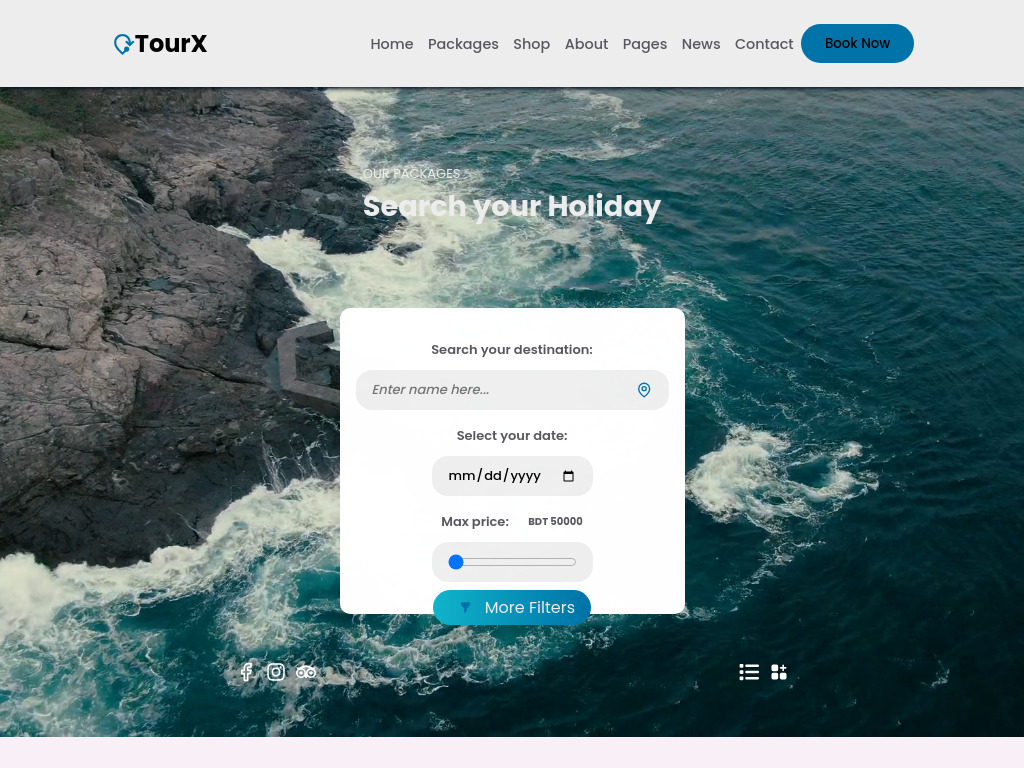 TourX
Home Packages Shop About Pages News Contact Book Now
OUR PACKAGES
Search your Holiday
Search your destination:
Enter name here...
Select your date:
mm/dd/yyyy
Max price: BDT 50000
More Filters